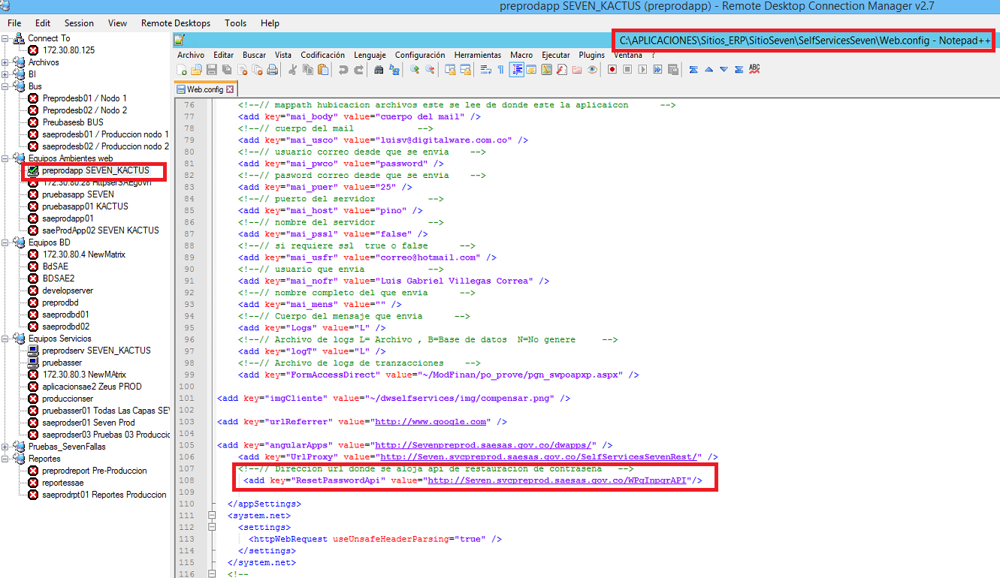 preprodapp SEVEN_KACTUS (preprodapp) - Remote Desktop Connection Manager v2.7
File Edit Session View Remote Desktops Tools Help
Connect To
172.30.80.125
Archivos
BI
Bus
Preprodesb01 / Nodo 1
Preprodesb02 / Nodo 2
Preubasesb BUS
saeprodesb01 / Produccion nodo 1
saeprodesb02 / Produccion nodo 2
Equipos Ambientes web
preprodapp SEVEN_KACTUS
172.30.80.28 HttpserSAEgovn
pruebasapp SEVEN
pruebasapp01 KACTUS
saeprodapp01
saeProdApp02 SEVEN KACTUS
Equipos BD
172.30.80.4 NewMatrix
BdSAE
BDSAE2
developserver
preprodbd
saeprodbd01
saeprodbd02
Equipos Servicios
preprodserv SEVEN_KACTUS
pruebasser
172.30.80.3 NewMAtrix
aplicacionsae2 Zeus PROD
produccionser
pruebasser01 Todas Las Capas SEV
saeprodser01 Seven Prod
saeprodser03 Pruebas 03 Produccio
Pruebas_SevenFallas
Reportes
preprodreport Pre-Produccion
reportessae
saeprodrpt01 Reportes Produccion
C:\APLICACIONES\Sitios_ERP\SitioSeven\SelfServicesSeven\Web.config - Notepad++
Archivo Editar Buscar Vista Codificación Lenguaje Configuración Herramientas Macro Ejecutar Plugins Ventana ?
ABC
Web.config
76 <!--// mappath hubicacion archivos este se lee de donde este la aplicaicon -->
77 <add key="mai_body" value="cuerpo del mail" />
78 <!--// cuerpo del mail -->
79 <add key="mai_usco" value="luisv@digitalware.com.co" />
80 <!--// usuario correo desde que se envia -->
81 <add key="mai_pwco" value="password" />
82 <!--// pasword correo desde que se envia -->
83 <add key="mai_puer" value="25" />
84 <!--// puerto del servidor -->
85 <add key="mai_host" value="pino" />
86 <!--// nombre del servidor -->
87 <add key="mai_pssl" value="false" />
88 <!--// si requiere ssl true o false -->
89 <add key="mai_usfr" value="correo@hotmail.com" />
90 <!--// usuario que envia -->
91 <add key="mai_nofr" value="Luis Gabriel Villegas Correa" />
92 <!--// nombre completo del que envia -->
93 <add key="mai_mens" value="" />
94 <!--// Cuerpo del mensaje que envia -->
95 <add key="Logs" value="L" />
96 <!--// Archivo de logs L= Archivo , B=Base de datos N=No genere -->
97 <add key="logT" value="L" />
98 <!--// Archivo de logs de tranzacciones -->
99 <add key="FormAccessDirect" value="~/ModFinan/po_prove/pgn_swpoapxp.aspx" />
100
101 <add key="imgCliente" value="~/dwselfservices/img/compensar.png" />
102
103 <add key="urlReferrer" value="http://www.google.com" />
104
105 <add key="angularApps" value="http://Sevenpreprod.saesas.gov.co/dwapps/" />
106 <add key="UrlProxy" value="http://Seven.svcpreprod.saesas.gov.co/SelfServicesSevenRest/" />
107 <!--// Direccion url donde se aloja api de restauracion de contrasena -->
108 <add key="ResetPasswordApi" value="http://Seven.svcpreprod.saesas.gov.co/WPqInpqrAPI"/>
109
110 </appSettings>
111 <system.net>
112 <settings>
113 <httpWebRequest useUnsafeHeaderParsing="true" />
114 </settings>
115 </system.net>
116 <!--